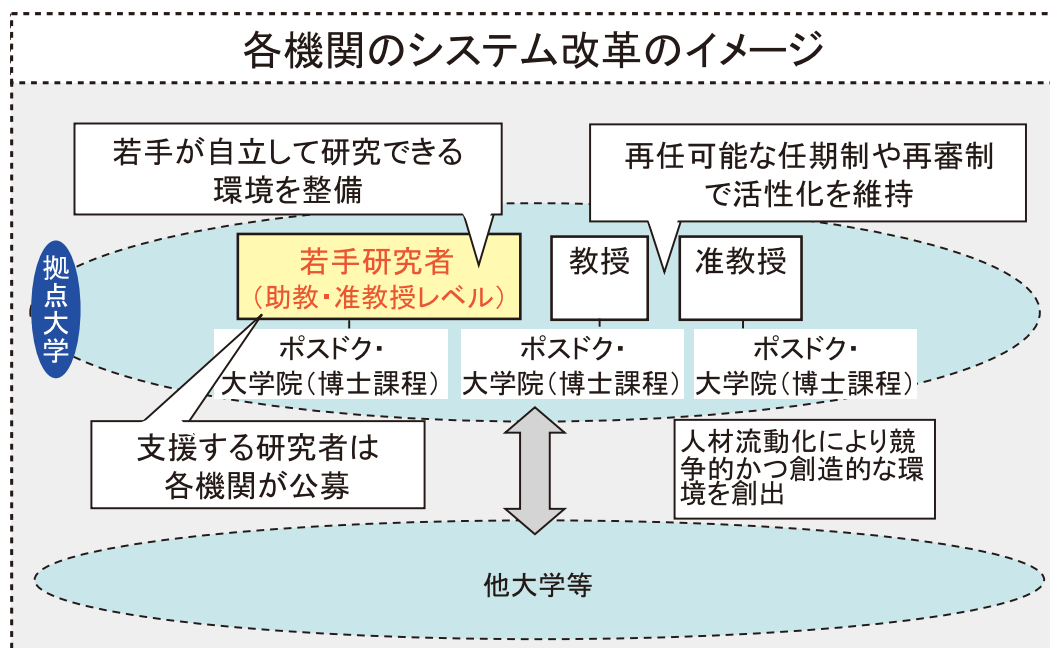 各機関のシステム改革のイメージ
若手が自立して研究できる
環境を整備
再任可能な任期制や再審制
で活性化を維持
拠点大学
若手研究者
（助教・准教授レベル）
教授
准教授
ポスドク・
大学院（博士課程）
ポスドク・
大学院（博士課程）
ポスドク・
大学院（博士課程）
支援する研究者は
各機関が公募
人材流動化により競
争的かつ創造的な環
境を創出
他大学等